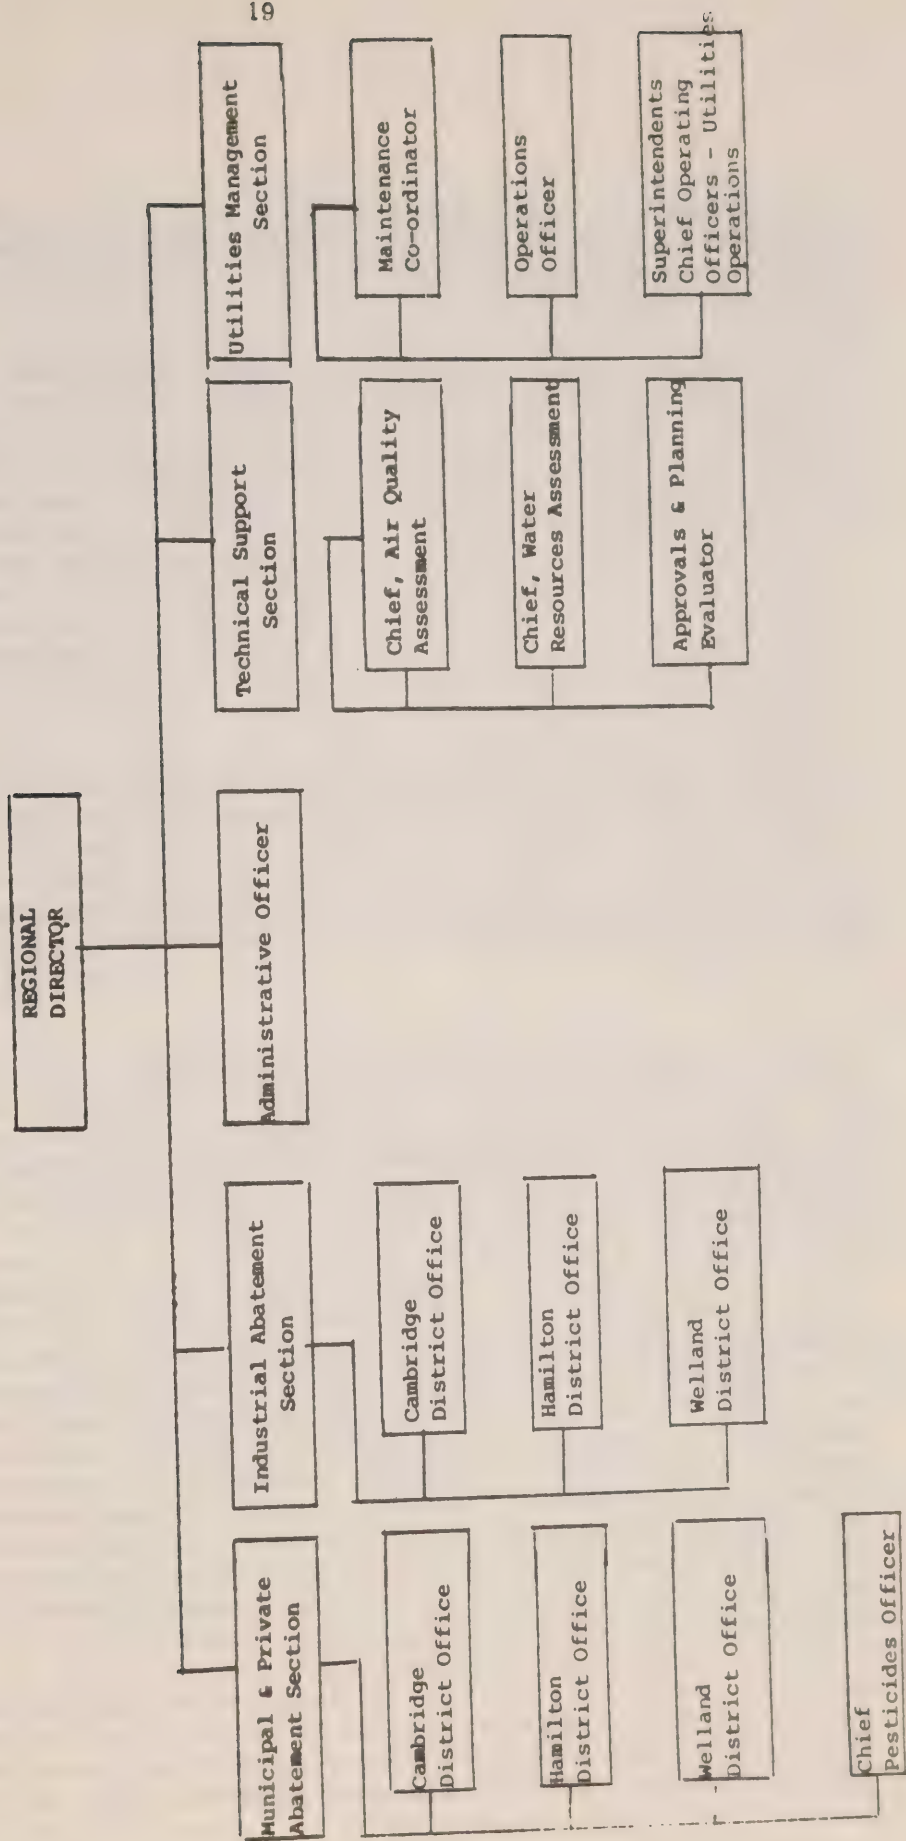 19
REGIONAL
DIRECTOR
Municipal & Private
Abatement Section
Cambridge
District Office
Hamilton
District Office
Welland
District Office
Chief
Pesticides Officer
Industrial Abatement
Section
Cambridge
District Office
Hamilton
District Office
Welland
District Office
Administrative Officer
Technical Support
Section
Chief, Air Quality
Assessment
Chief, Water
Resources Assessment
Approvals & Planning
Evaluator
Utilities Management
Section
Maintenance
Co-ordinator
Operations
Officer
Superintendents
Chief Operating
Officers - Utilities
Operations